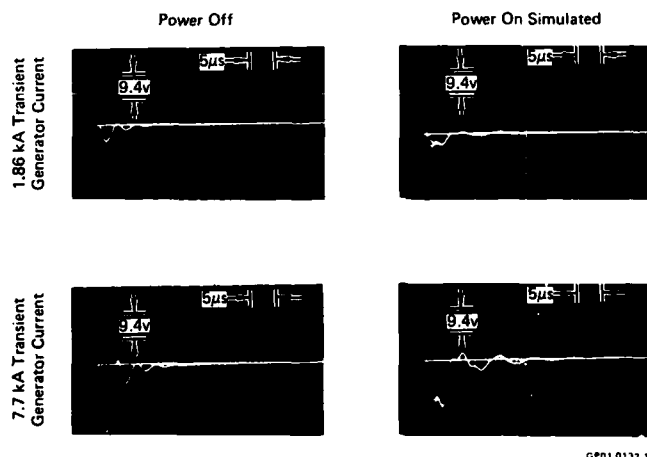 Power Off
Power On Simulated
1.86 kA Transient
Generator Current
5μs
9.4v
5μs
9.4v
7.7 kA Transient
Generator Current
5μs
9.4v
5μs
9.4v